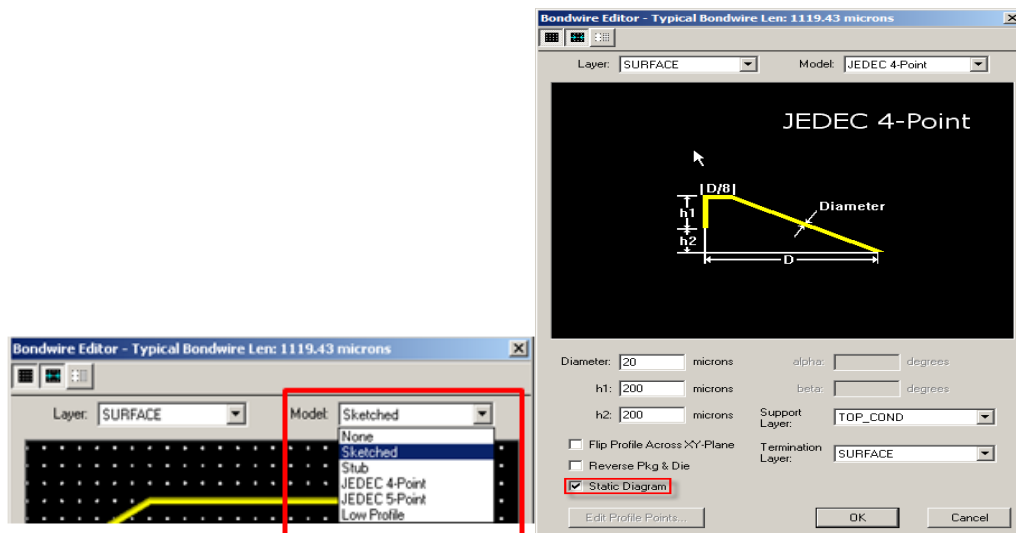 Bondwire Editor - Typical Bondwire Len: 1119.43 microns
Layer: SURFACE Model: Sketched
None
Sketched
Stub
JEDEC 4-Point
JEDEC 5-Point
Low Profile
Bondwire Editor - Typical Bondwire Len: 1119.43 microns
Layer: SURFACE Model: JEDEC 4-Point
JEDEC 4-Point
D/8
h1
Diameter
h2
D
Diameter: 20 microns alpha: degrees
h1: 200 microns beta: degrees
h2: 200 microns Support Layer: TOP_COND
Flip Profile Across XY-Plane
Reverse Pkg & Die
Termination Layer: SURFACE
Static Diagram
Edit Profile Points...
OK Cancel